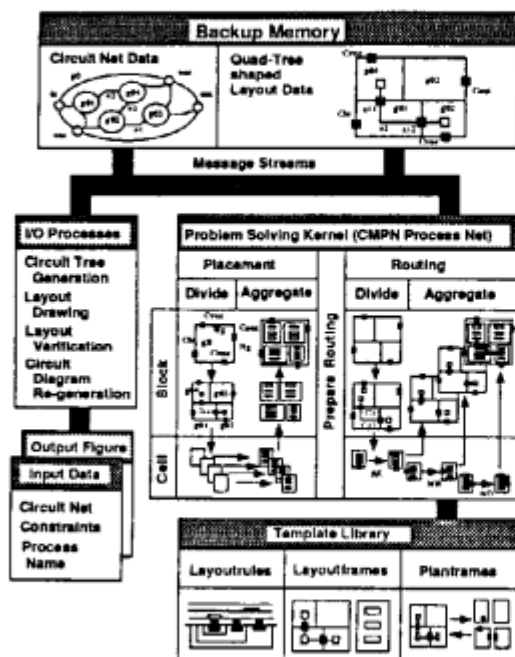 Backup Memory
Circuit Net Data
Quad-Tree
shaped
Layout Data
Message Streams
I/O Processes
Circuit Tree
Generation
Layout
Drawing
Layout
Verification
Circuit
Diagram
Re-generation
Output Figure
Input Data
Circuit Net
Constraints
Process
Name
Problem Solving Kernel (CMPN Process Net)
Placement
Routing
Divide
Aggregate
Divide
Aggregate
Prepare Routing
Block
Cell
Template Library
Layoutrules
Layoutframes
Planframes